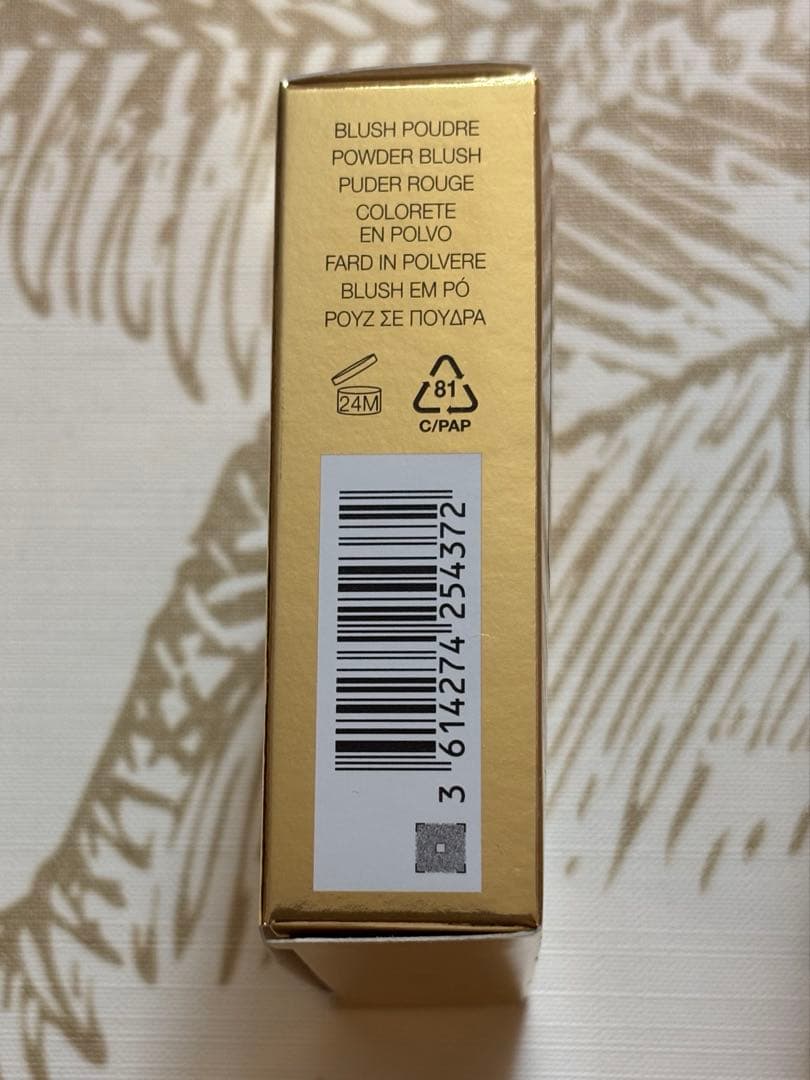 BLUSH POUDRE
POWDER BLUSH
PUDER ROUGE
COLORETE
EN POLVO
FARD IN POLVERE
BLUSH EM PÓ
ΡΟΥΖ ΣΕ ΠΟΥΔΡΑ
24M
81
C/PAP
3 614274 254372